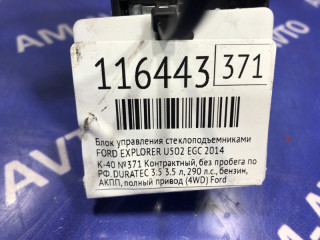 116443 371
Блок управления стеклоподъемниками
FORD EXPLORER U502 EGC 2014
К-40 №371 Контрактный, без пробега по
РФ. DURATEC 3.5 3.5 л, 290 л.с., бензин,
АКПП, полный привод (4WD) Ford